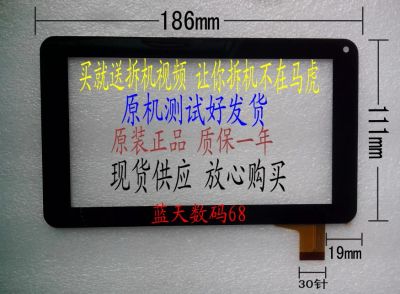 186mm
买就送拆机视频 让你拆机不在马虎
原机测试好发货
原装正品 质保一年
现货供应 放心购买
蓝天数码68
111mm
19mm
30针